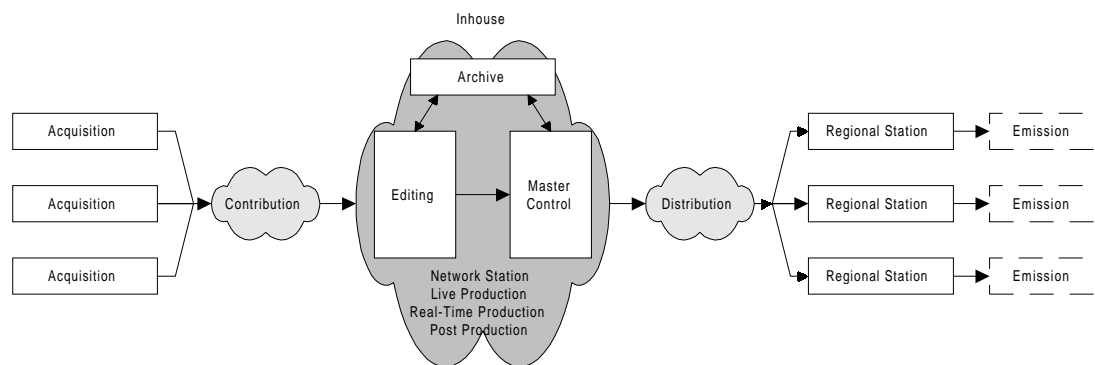 Inhouse
Archive
Acquisition
Acquisition
Acquisition
Contribution
Editing
Master
Control
Network Station
Live Production
Real-Time Production
Post Production
Distribution
Regional Station
Emission
Regional Station
Emission
Regional Station
Emission